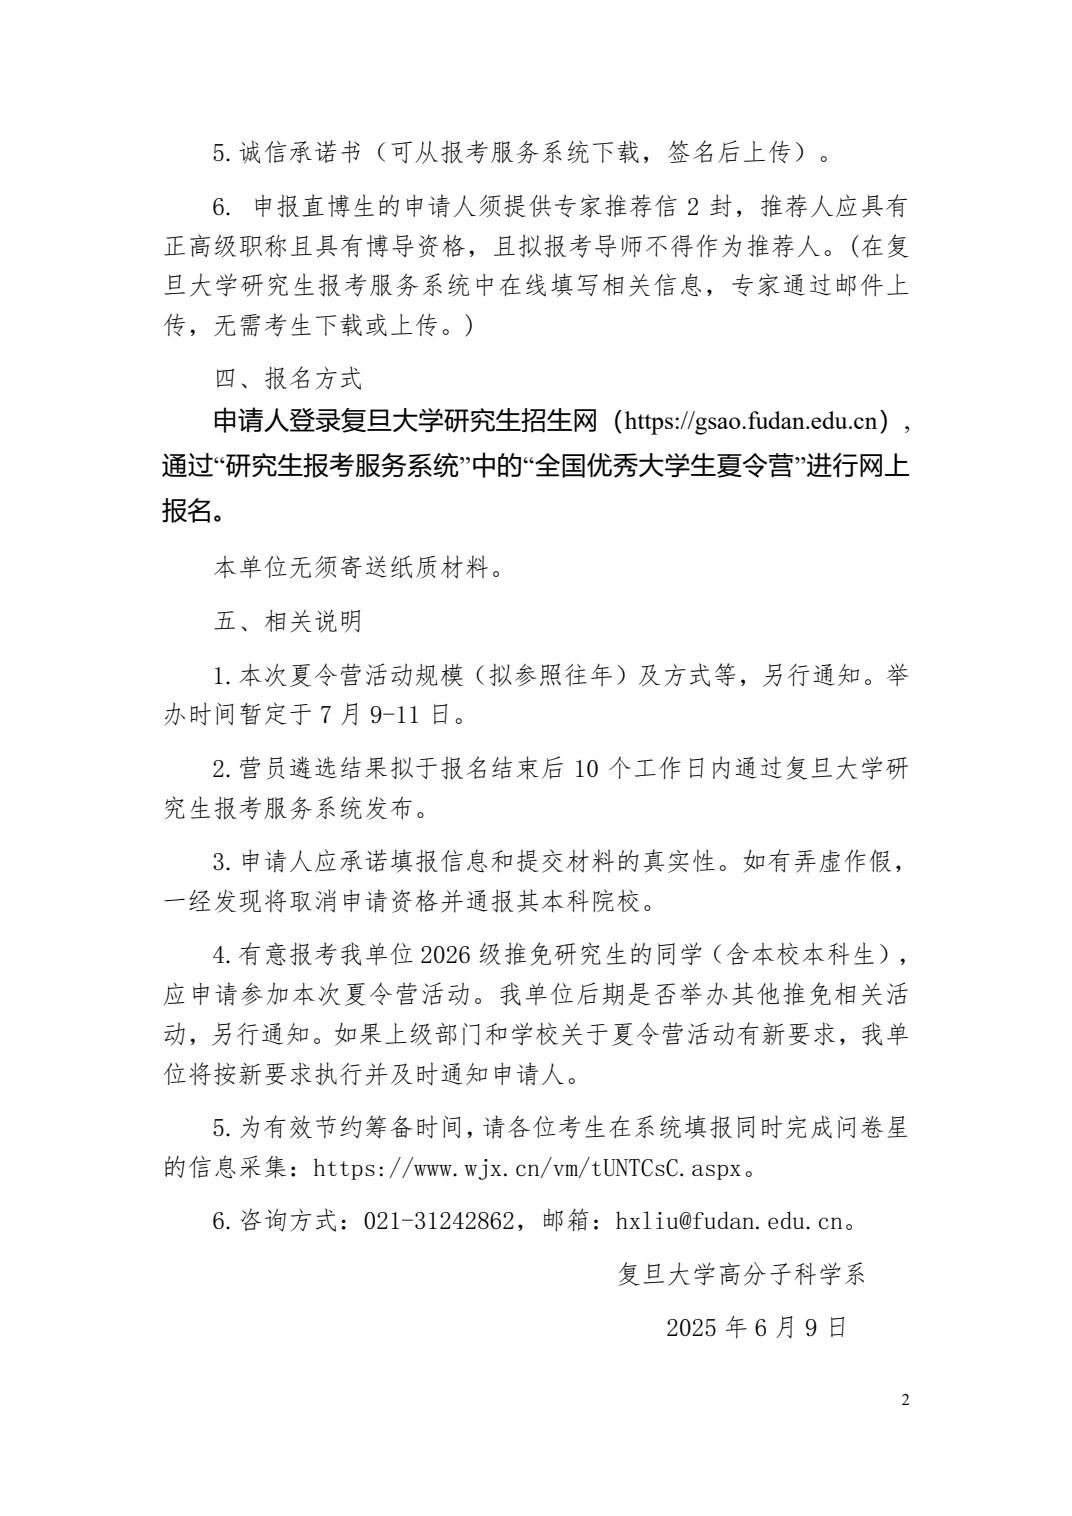 5.诚信承诺书（可从报考服务系统下载，签名后上传）。
6. 申报直博生的申请人须提供专家推荐信 2 封，推荐人应具有
正高级职称且具有博导资格，且拟报考导师不得作为推荐人。(在复
旦大学研究生报考服务系统中在线填写相关信息，专家通过邮件上
传，无需考生下载或上传。)
四、报名方式
申请人登录复旦大学研究生招生网（https://gsao.fudan.edu.cn）,
通过“研究生报考服务系统”中的“全国优秀大学生夏令营”进行网上
报名。
本单位无须寄送纸质材料。
五、相关说明
1.本次夏令营活动规模（拟参照往年）及方式等，另行通知。举
办时间暂定于 7 月 9-11 日。
2.营员遴选结果拟于报名结束后 10 个工作日内通过复旦大学研
究生报考服务系统发布。
3.申请人应承诺填报信息和提交材料的真实性。如有弄虚作假，
一经发现将取消申请资格并通报其本科院校。
4.有意报考我单位 2026 级推免研究生的同学（含本校本科生），
应申请参加本次夏令营活动。我单位后期是否举办其他推免相关活
动，另行通知。如果上级部门和学校关于夏令营活动有新要求，我单
位将按新要求执行并及时通知申请人。
5.为有效节约筹备时间，请各位考生在系统填报同时完成问卷星
的信息采集：https://www.wjx.cn/vm/tUNTCsC.aspx。
6.咨询方式：021-31242862，邮箱：hxliu@fudan.edu.cn。
复旦大学高分子科学系
2025 年 6 月 9 日
2